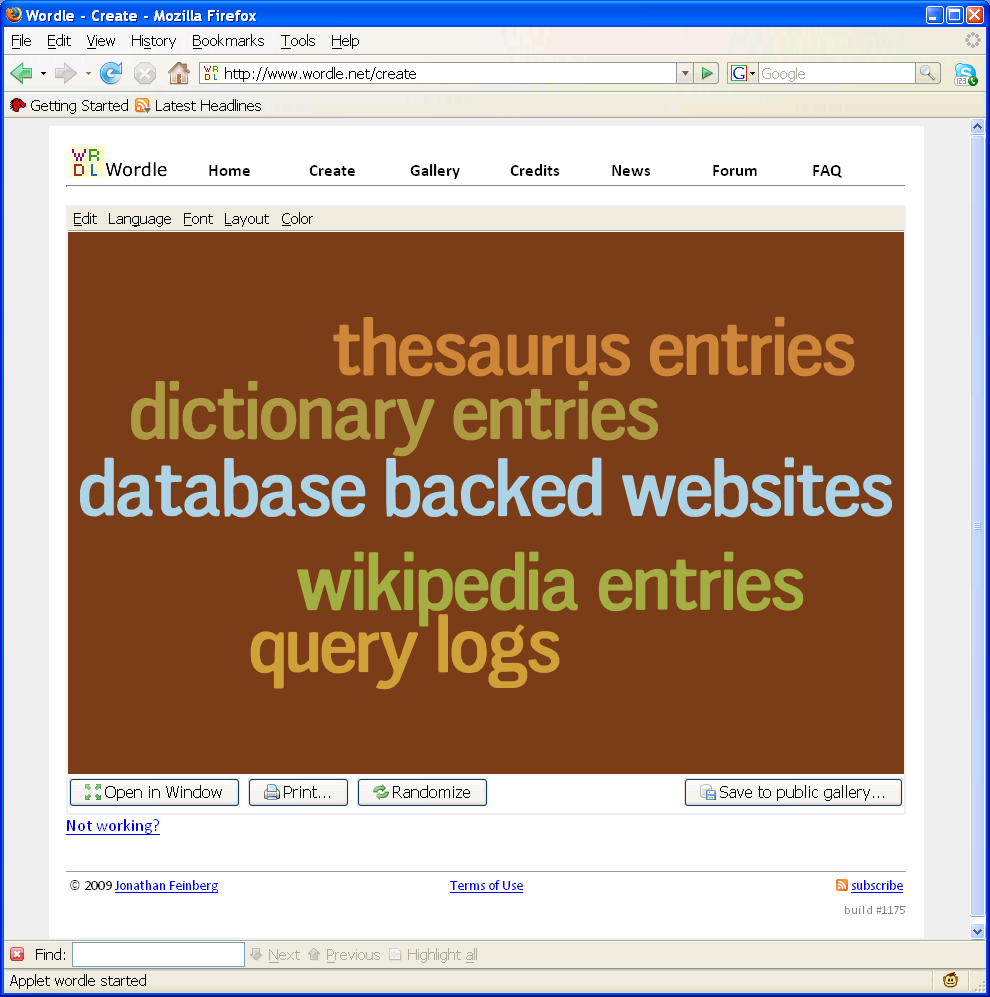 Wordle - Create - Mozilla Firefox
File Edit View History Bookmarks Tools Help
WRDL http://www.wordle.net/create G Google
Getting Started Latest Headlines
WR
DL Wordle Home Create Gallery Credits News Forum FAQ
Edit Language Font Layout Color
thesaurus entries
dictionary entries
database backed websites
wikipedia entries
query logs
Open in Window Print... Randomize Save to public gallery...
Not working?
© 2009 Jonathan Feinberg Terms of Use subscribe
build #1175
Find: Next Previous Highlight all
Applet wordle started